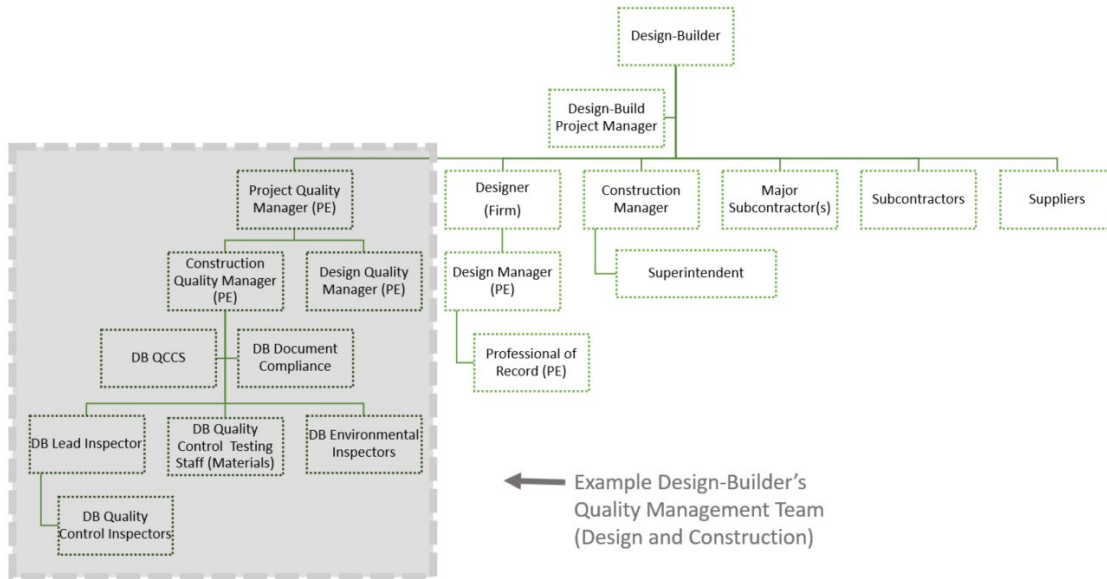 Design-Builder
Design-Build
Project Manager
Project Quality
Manager (PE)
Designer
(Firm)
Construction
Manager
Major
Subcontractor(s)
Subcontractors
Suppliers
Construction
Quality Manager
(PE)
Design Quality
Manager (PE)
Design Manager
(PE)
Superintendent
DB QCCS
DB Document
Compliance
Professional of
Record (PE)
DB Lead Inspector
DB Quality
Control Testing
Staff (Materials)
DB Environmental
Inspectors
DB Quality
Control Inspectors
Example Design-Builder’s
Quality Management Team
(Design and Construction)